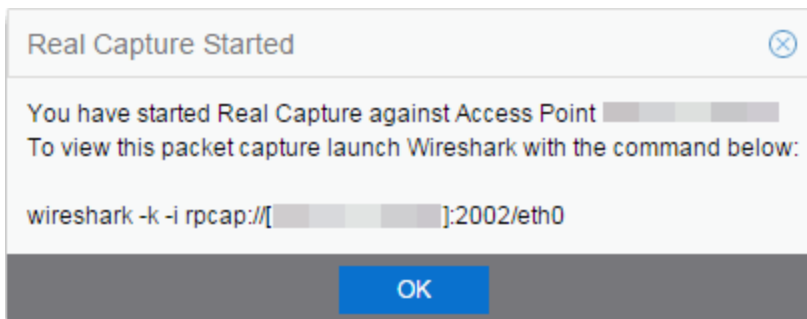 Real Capture Started
You have started Real Capture against Access Point
To view this packet capture launch Wireshark with the command below:
wireshark -k -i rpcap://[ ]:2002/eth0
OK